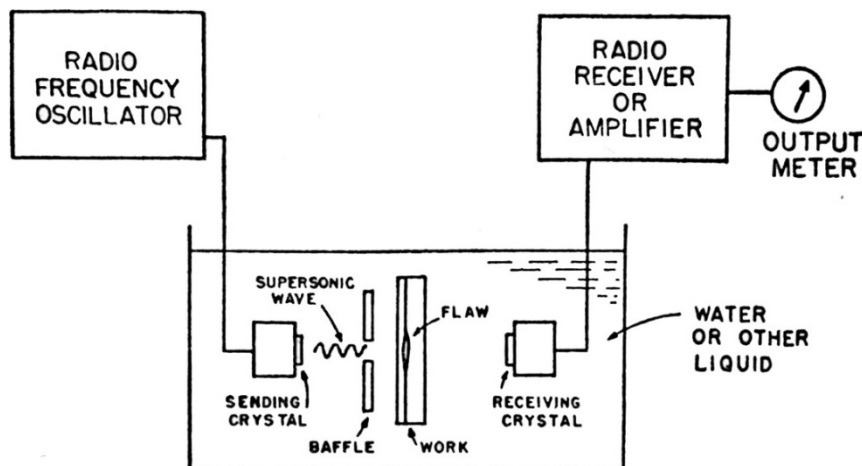 RADIO
FREQUENCY
OSCILLATOR
RADIO
RECEIVER
OR
AMPLIFIER
OUTPUT
METER
SUPERSONIC
WAVE
FLAW
WATER
OR OTHER
LIQUID
SENDING
CRYSTAL
BAFFLE
WORK
RECEIVING
CRYSTAL